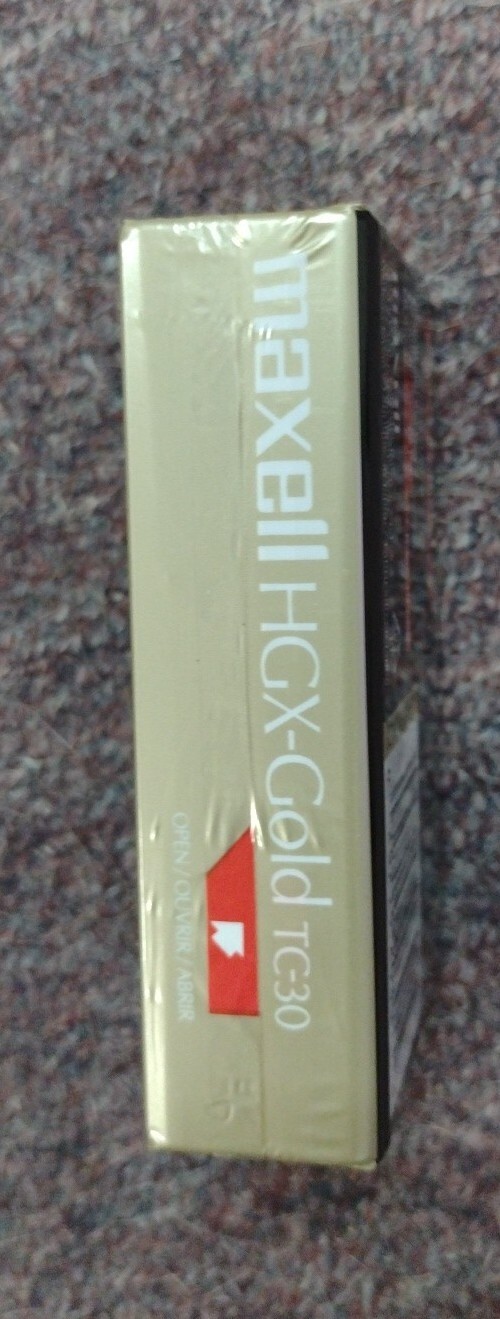 maxell HGX-Gold TC-30
OPEN / OUVRIR / ABRIR